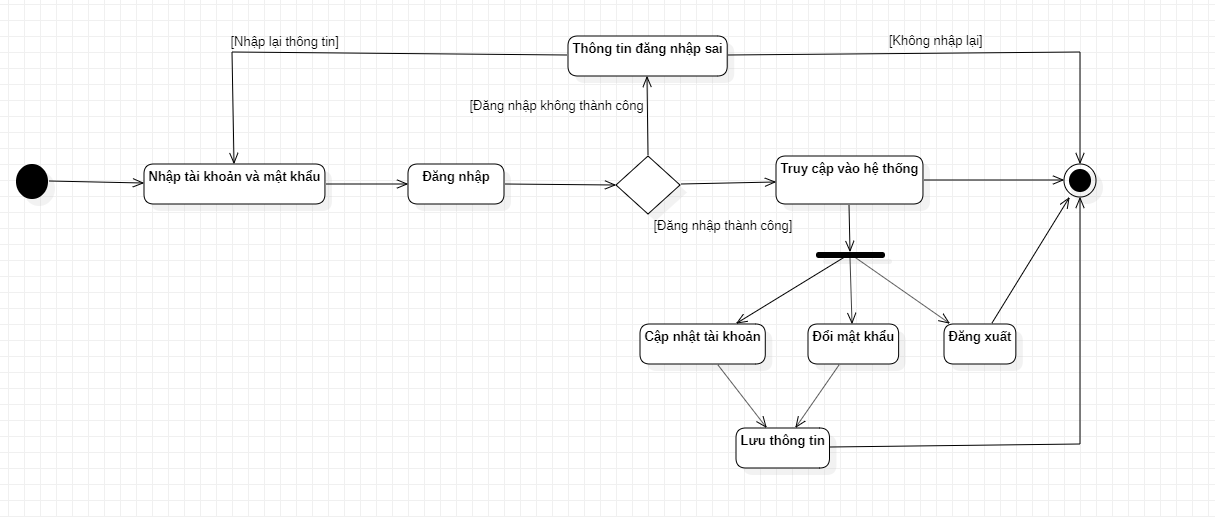 [Nhập lại thông tin]
Thông tin đăng nhập sai
[Không nhập lại]
[Đăng nhập không thành công
Nhập tài khoản và mật khẩu
Đăng nhập
Truy cập vào hệ thống
[Đăng nhập thành công]
Cập nhật tài khoản
Đổi mật khẩu
Đăng xuất
Lưu thông tin